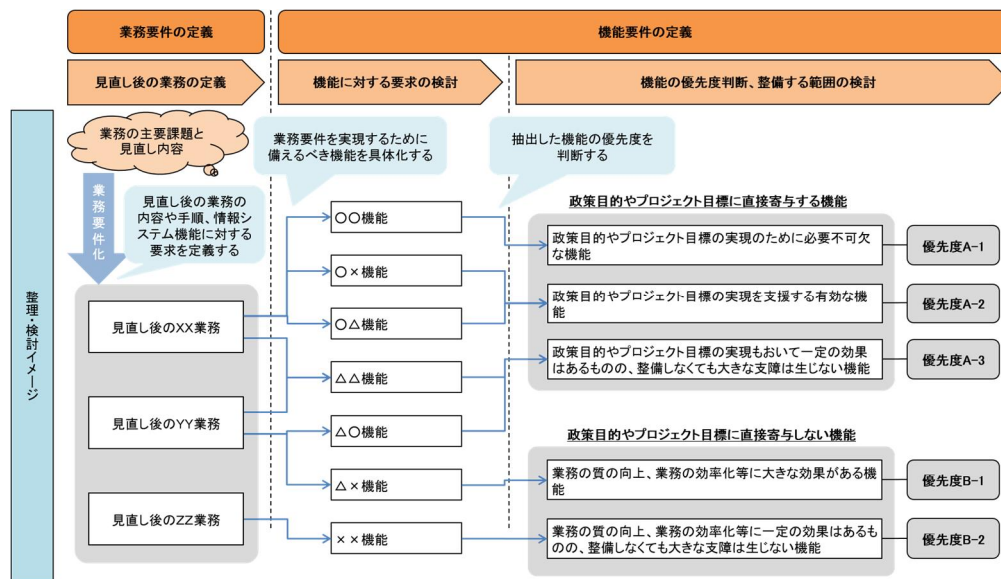 業務要件の定義
機能要件の定義
見直し後の業務の定義
機能に対する要求の検討
機能の優先度判断、整備する範囲の検討
整理・検討イメージ
業務の主要課題と
見直し内容
業務要件化
見直し後の業務の
内容や手順、情報シ
ステム機能に対する
要求を定義する
業務要件を実現するために
備えるべき機能を具体化する
抽出した機能の優先度を
判断する
見直し後のXX業務
見直し後のYY業務
見直し後のZZ業務
〇〇機能
〇×機能
〇△機能
△△機能
△〇機能
△×機能
××機能
政策目的やプロジェクト目標に直接寄与する機能
政策目的やプロジェクト目標の実現のために必要不可欠
な機能
優先度A-1
政策目的やプロジェクト目標の実現を支援する有効な機
能
優先度A-2
政策目的やプロジェクト目標の実現もおいて一定の効果
はあるものの、整備しなくても大きな支障は生じない機能
優先度A-3
政策目的やプロジェクト目標に直接寄与しない機能
業務の質の向上、業務の効率化等に大きな効果がある機
能
優先度B-1
業務の質の向上、業務の効率化等に一定の効果はあるも
のの、整備しなくても大きな支障は生じない機能
優先度B-2